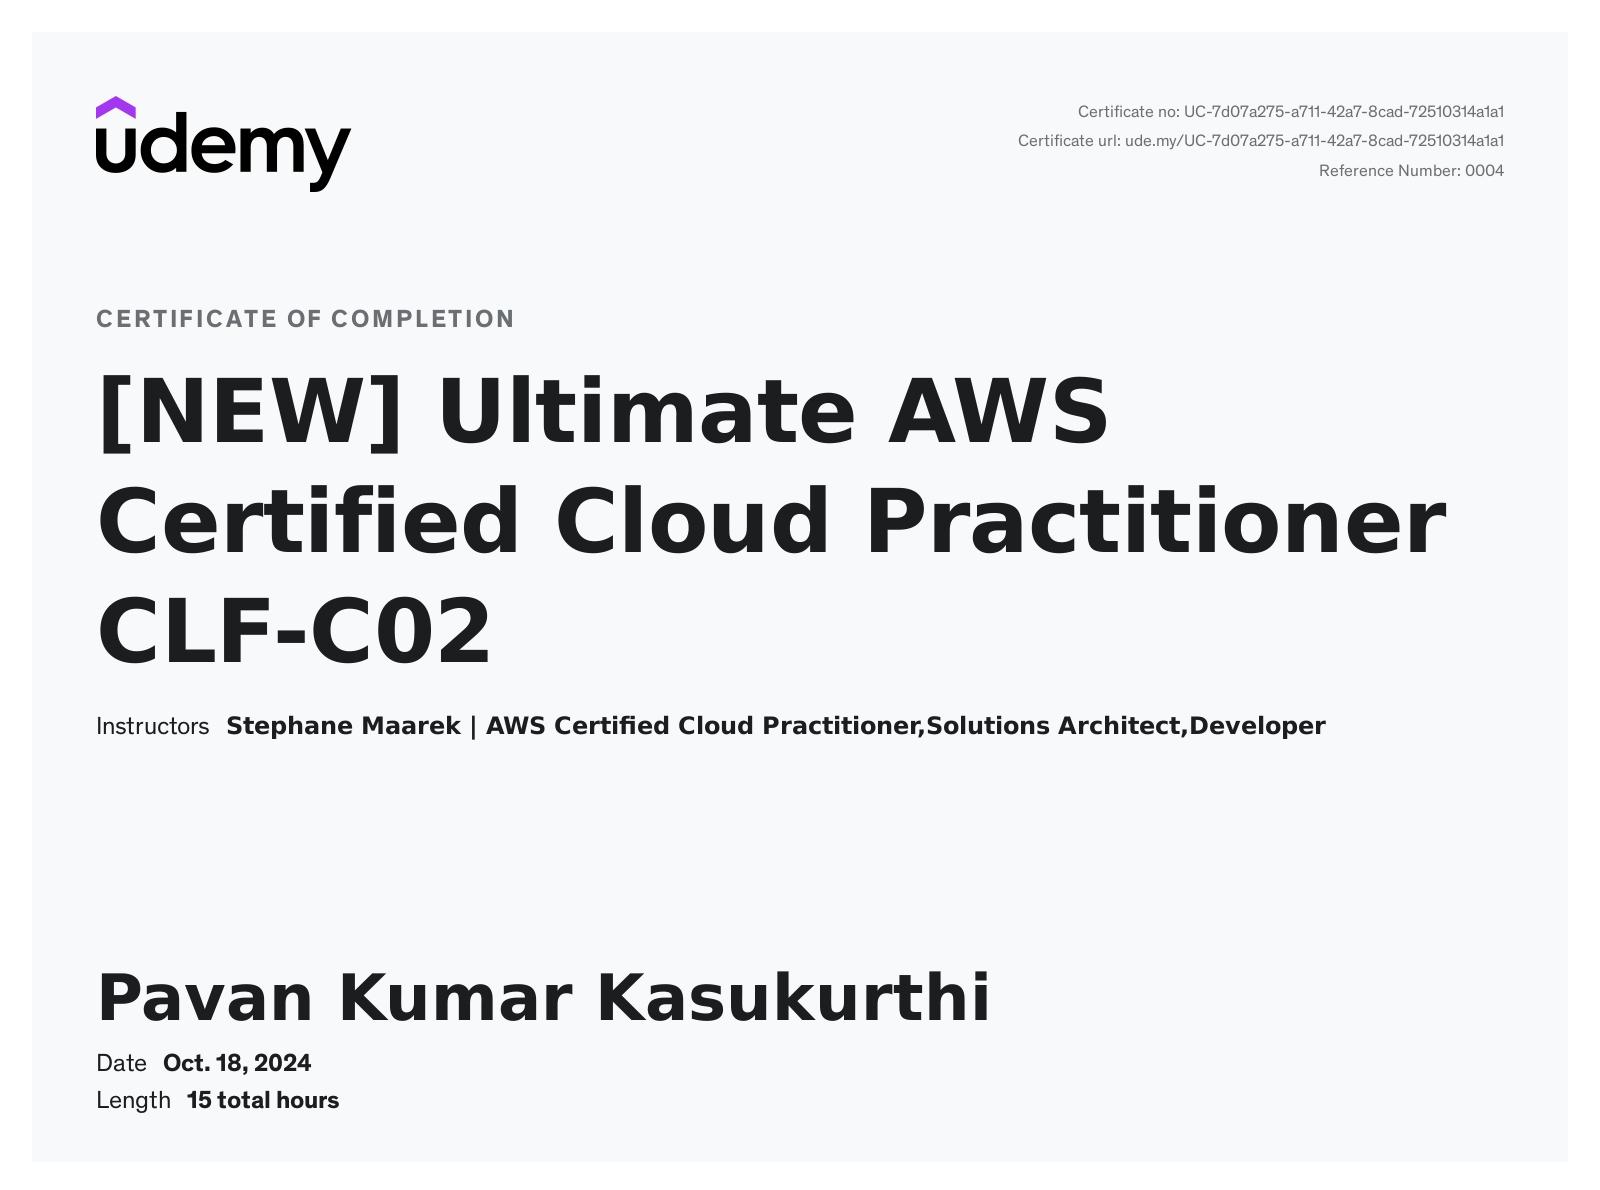 udemy
Certificate no: UC-7d07a275-a711-42a7-8cad-72510314a1a1
Certificate url: ude.my/UC-7d07a275-a711-42a7-8cad-72510314a1a1
Reference Number: 0004
CERTIFICATE OF COMPLETION
[NEW] Ultimate AWS
Certified Cloud Practitioner
CLF-C02
Instructors Stephane Maarek | AWS Certified Cloud Practitioner,Solutions Architect,Developer
Pavan Kumar Kasukurthi
Date Oct. 18, 2024
Length 15 total hours